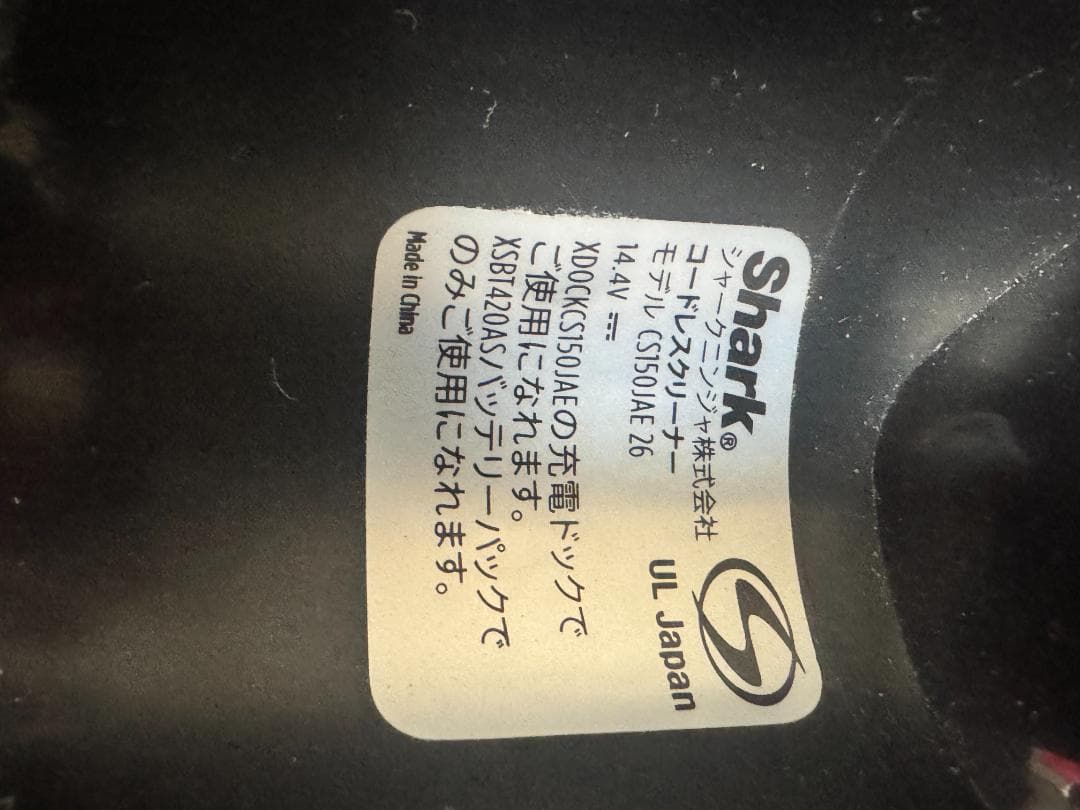 Shark®
シャークニンジャ株式会社
コードレスクリーナー
モデル CS150JAE 26
14.4V ⎓
UL Japan
XDOCKCS150JAEの充電ドックで
ご使用になれます。
XSBT420ASバッテリーパックで
のみご使用になれます。
Made in China